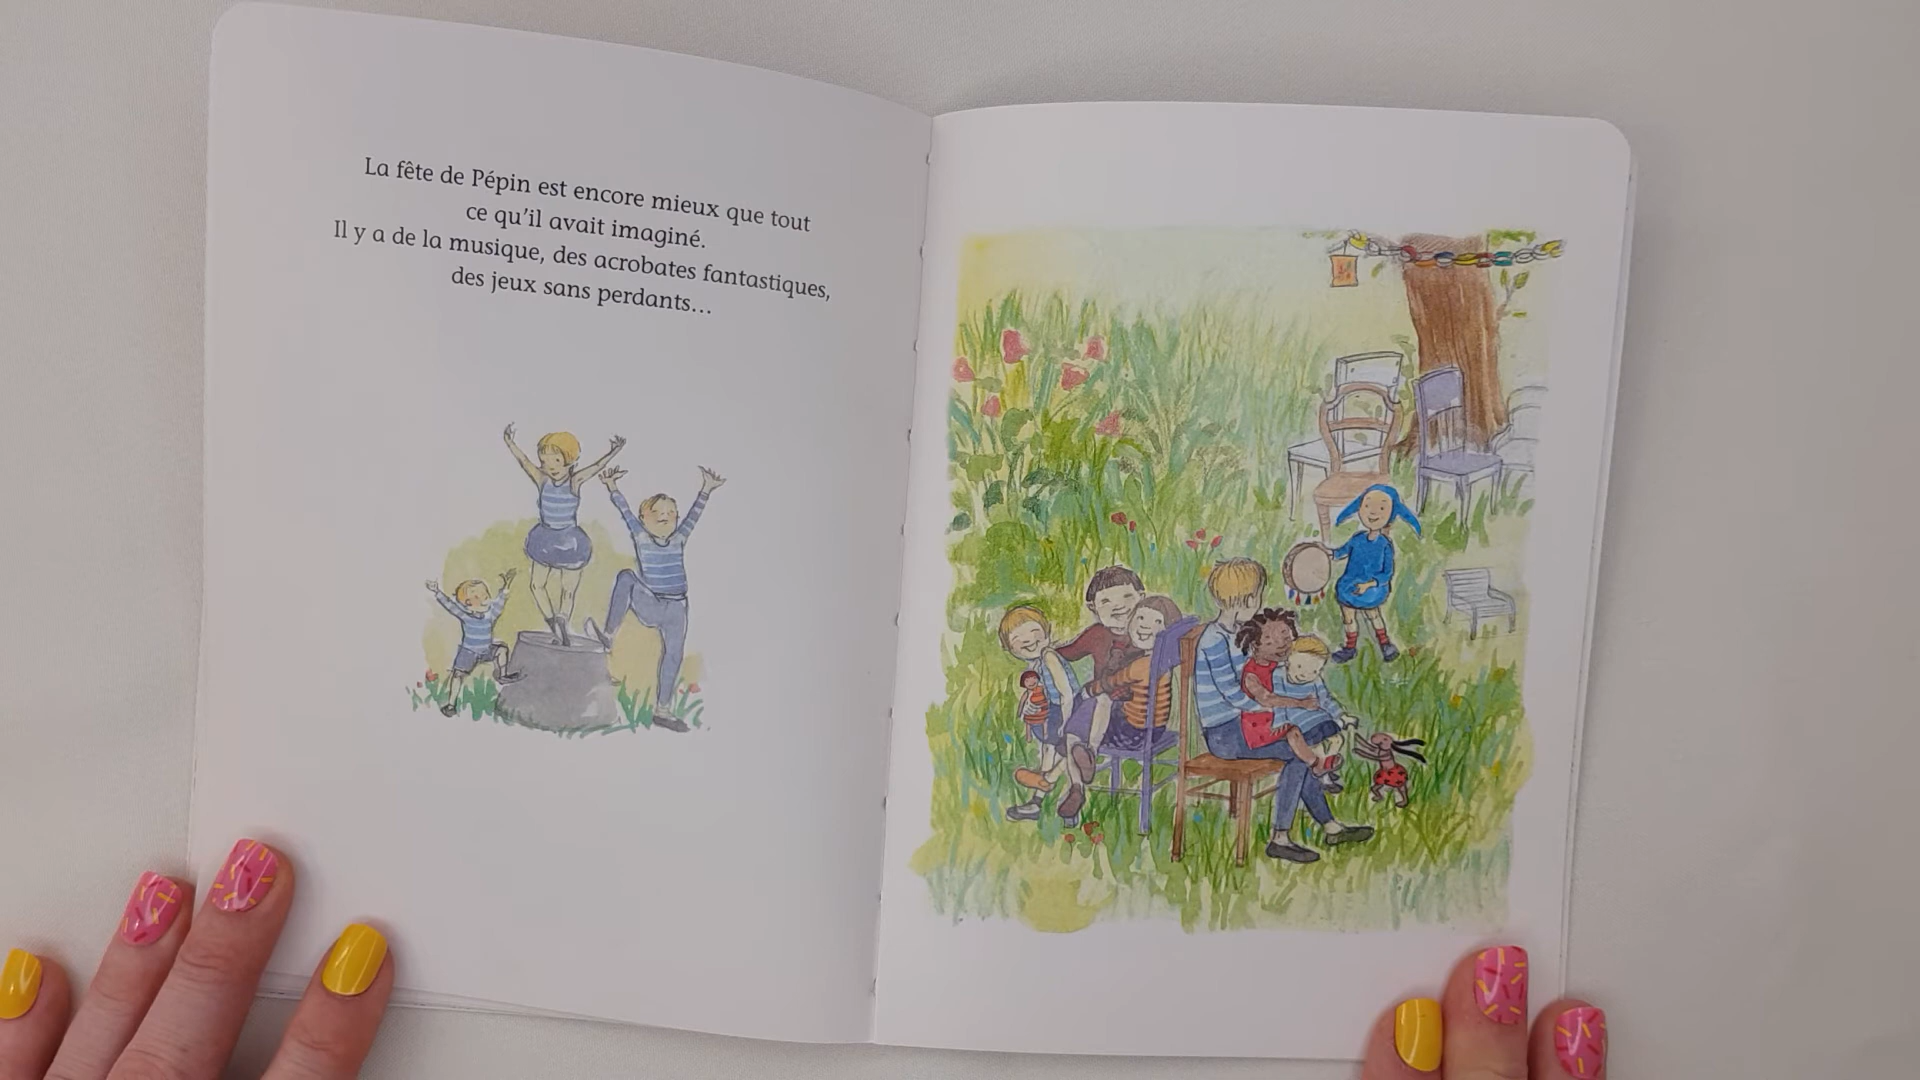 La fête de Pépin est encore mieux que tout
ce qu'il avait imaginé.
Il y a de la musique, des acrobates fantastiques,
des jeux sans perdants…